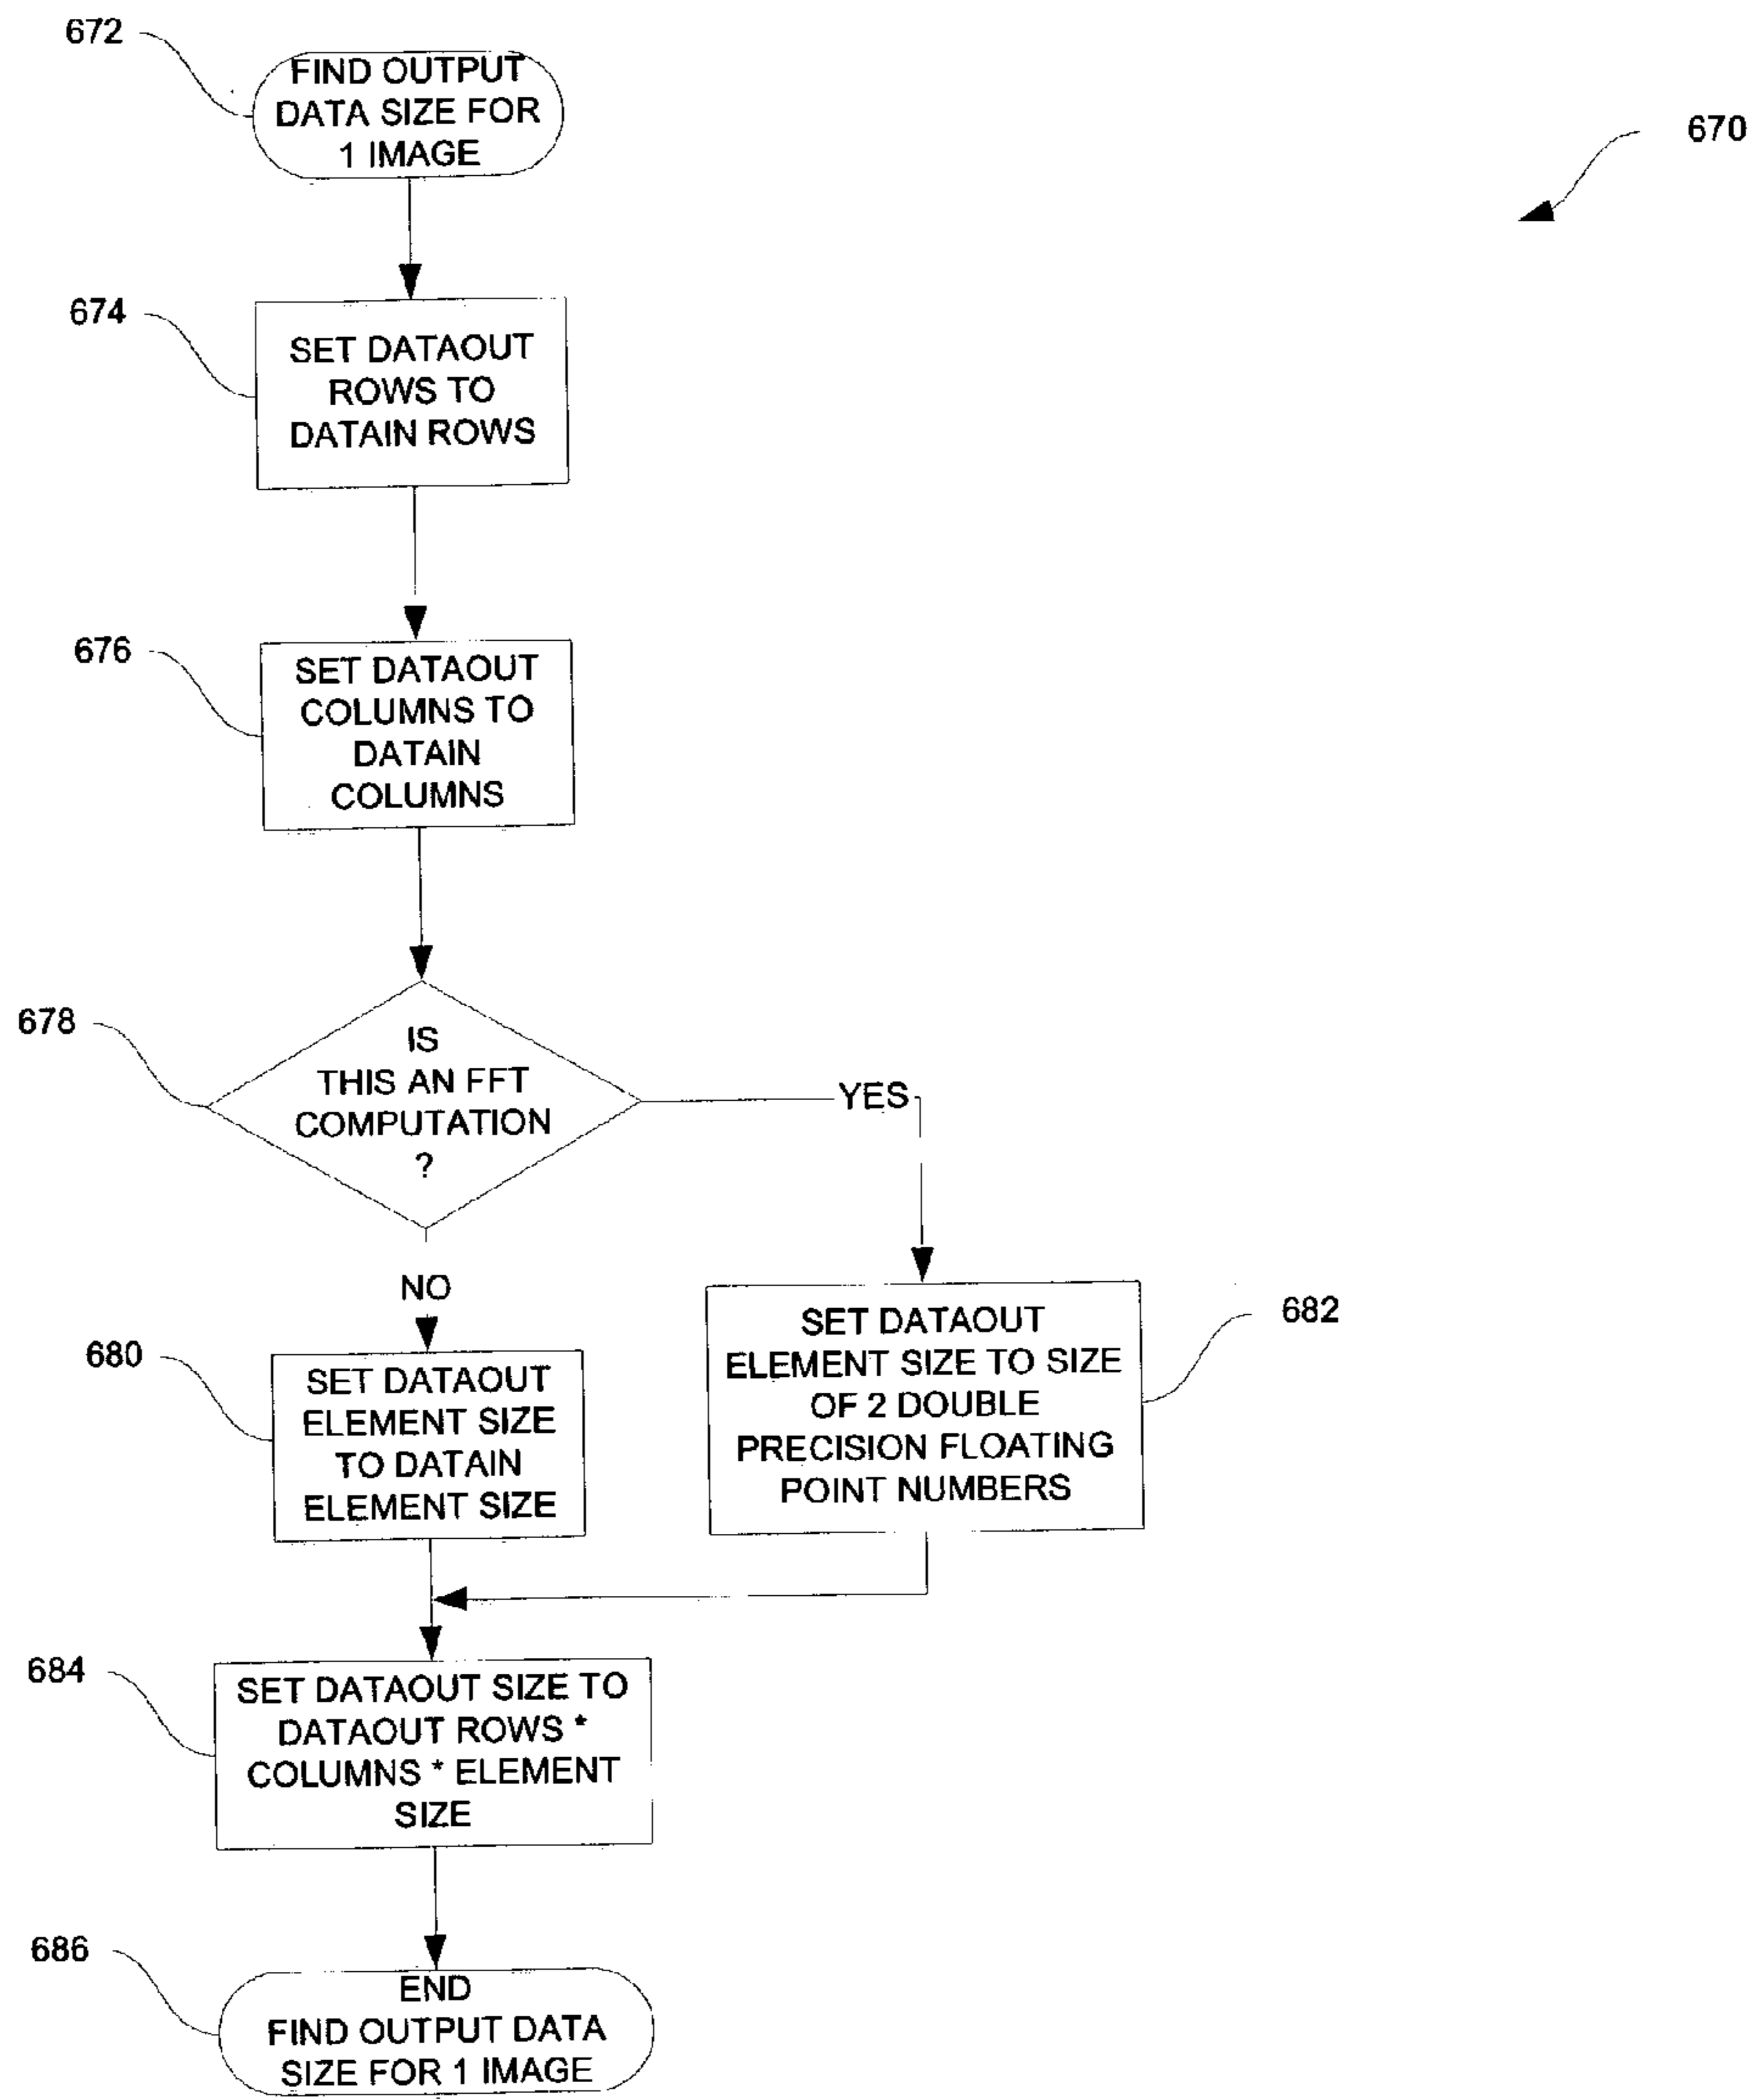 672
FIND OUTPUT
DATA SIZE FOR
1 IMAGE
670
674
SET DATAOUT
ROWS TO
DATAIN ROWS
676
SET DATAOUT
COLUMNS TO
DATAIN
COLUMNS
678
IS
THIS AN FFT
COMPUTATION
?
YES
NO
680
SET DATAOUT
ELEMENT SIZE
TO DATAIN
ELEMENT SIZE
SET DATAOUT
ELEMENT SIZE TO SIZE
OF 2 DOUBLE
PRECISION FLOATING
POINT NUMBERS
682
684
SET DATAOUT SIZE TO
DATAOUT ROWS *
COLUMNS * ELEMENT
SIZE
686
END
FIND OUTPUT DATA
SIZE FOR 1 IMAGE